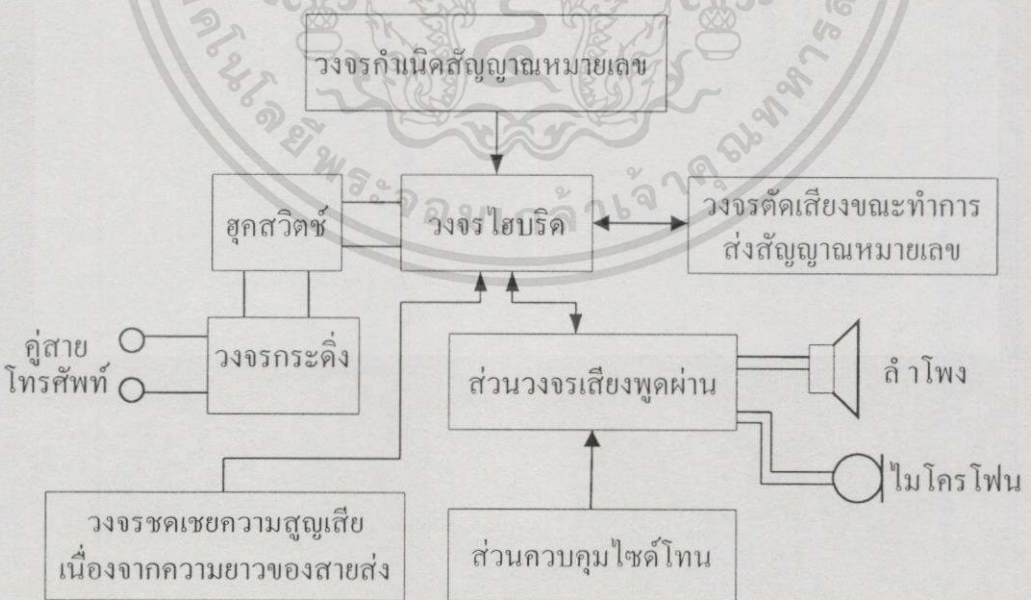 วงจรกำเนิดสัญญาณหมายเลข
ฮุคสวิตช์
วงจรไฮบริด
วงจรตัดเสียงขณะทำการ
ส่งสัญญาณหมายเลข
คู่สาย
โทรศัพท์
วงจรกระดิ่ง
ส่วนวงจรเสียงพูดผ่าน
ลำโพง
ไมโครโฟน
วงจรชดเชยความสูญเสีย
เนื่องจากความยาวของสายส่ง
ส่วนควบคุมไซด์โทน